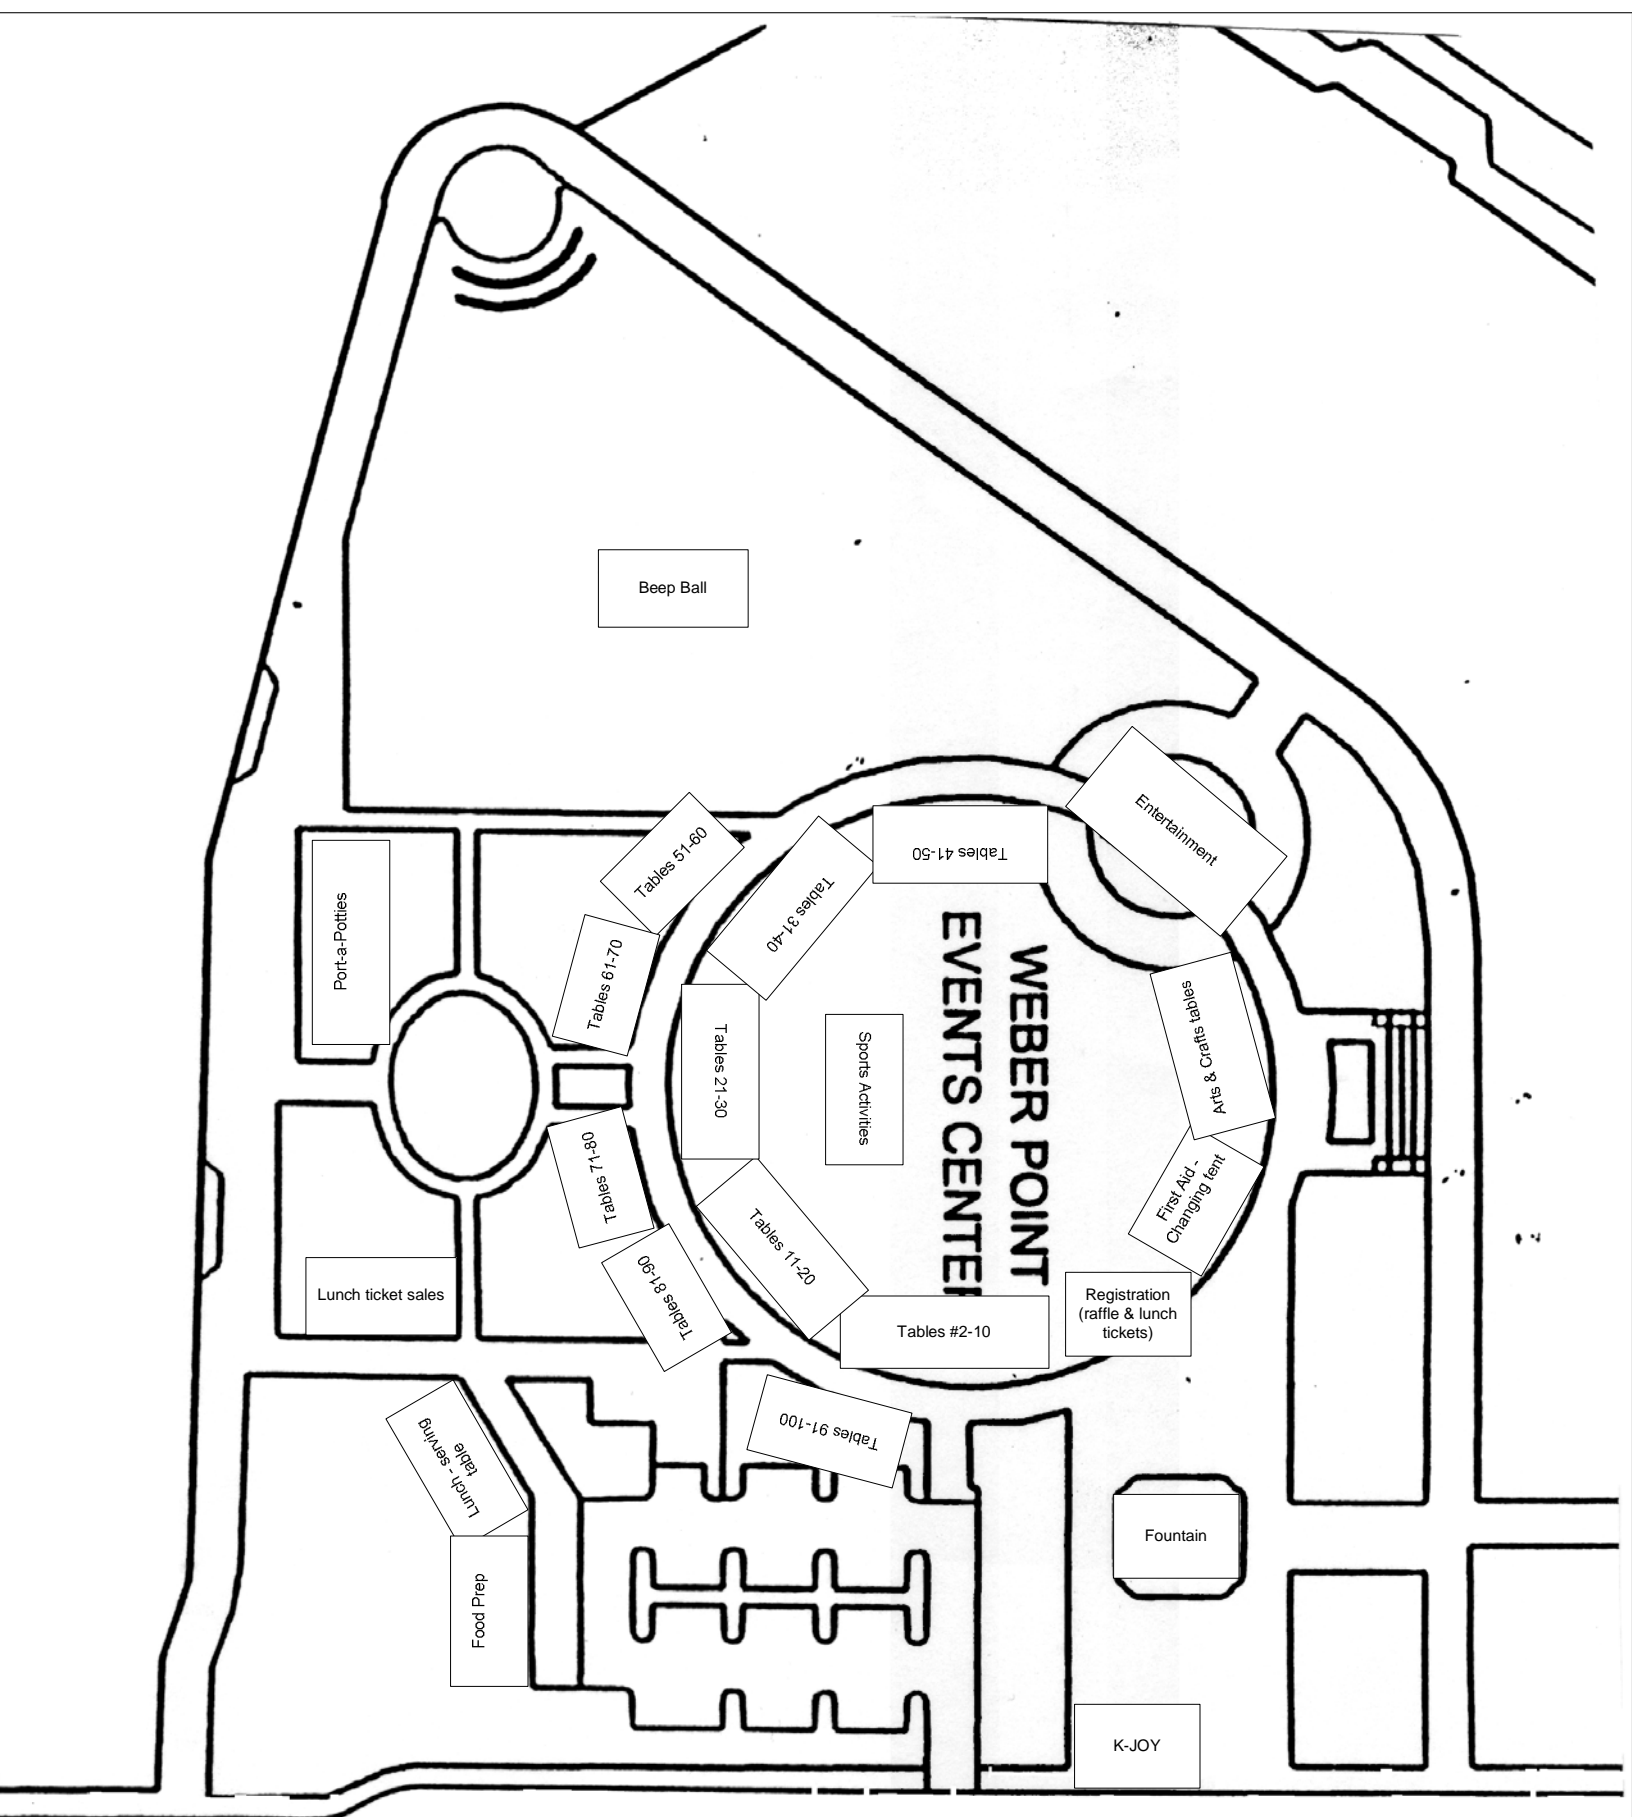 Beep Ball
Entertainment
Tables 51-60
Tables 41-50
Tables 31-40
Port-a-Potties
Tables 61-70
WEBER POINT
EVENTS CENTER
Arts & Crafts tables
Tables 21-30
Sports Activities
Tables 71-80
First Aid -
Changing tent
Tables 11-20
Tables 81-90
Lunch ticket sales
Registration
(raffle & lunch
tickets)
Tables #2-10
Tables 91-100
Lunch - serving
table
Fountain
Food Prep
K-JOY